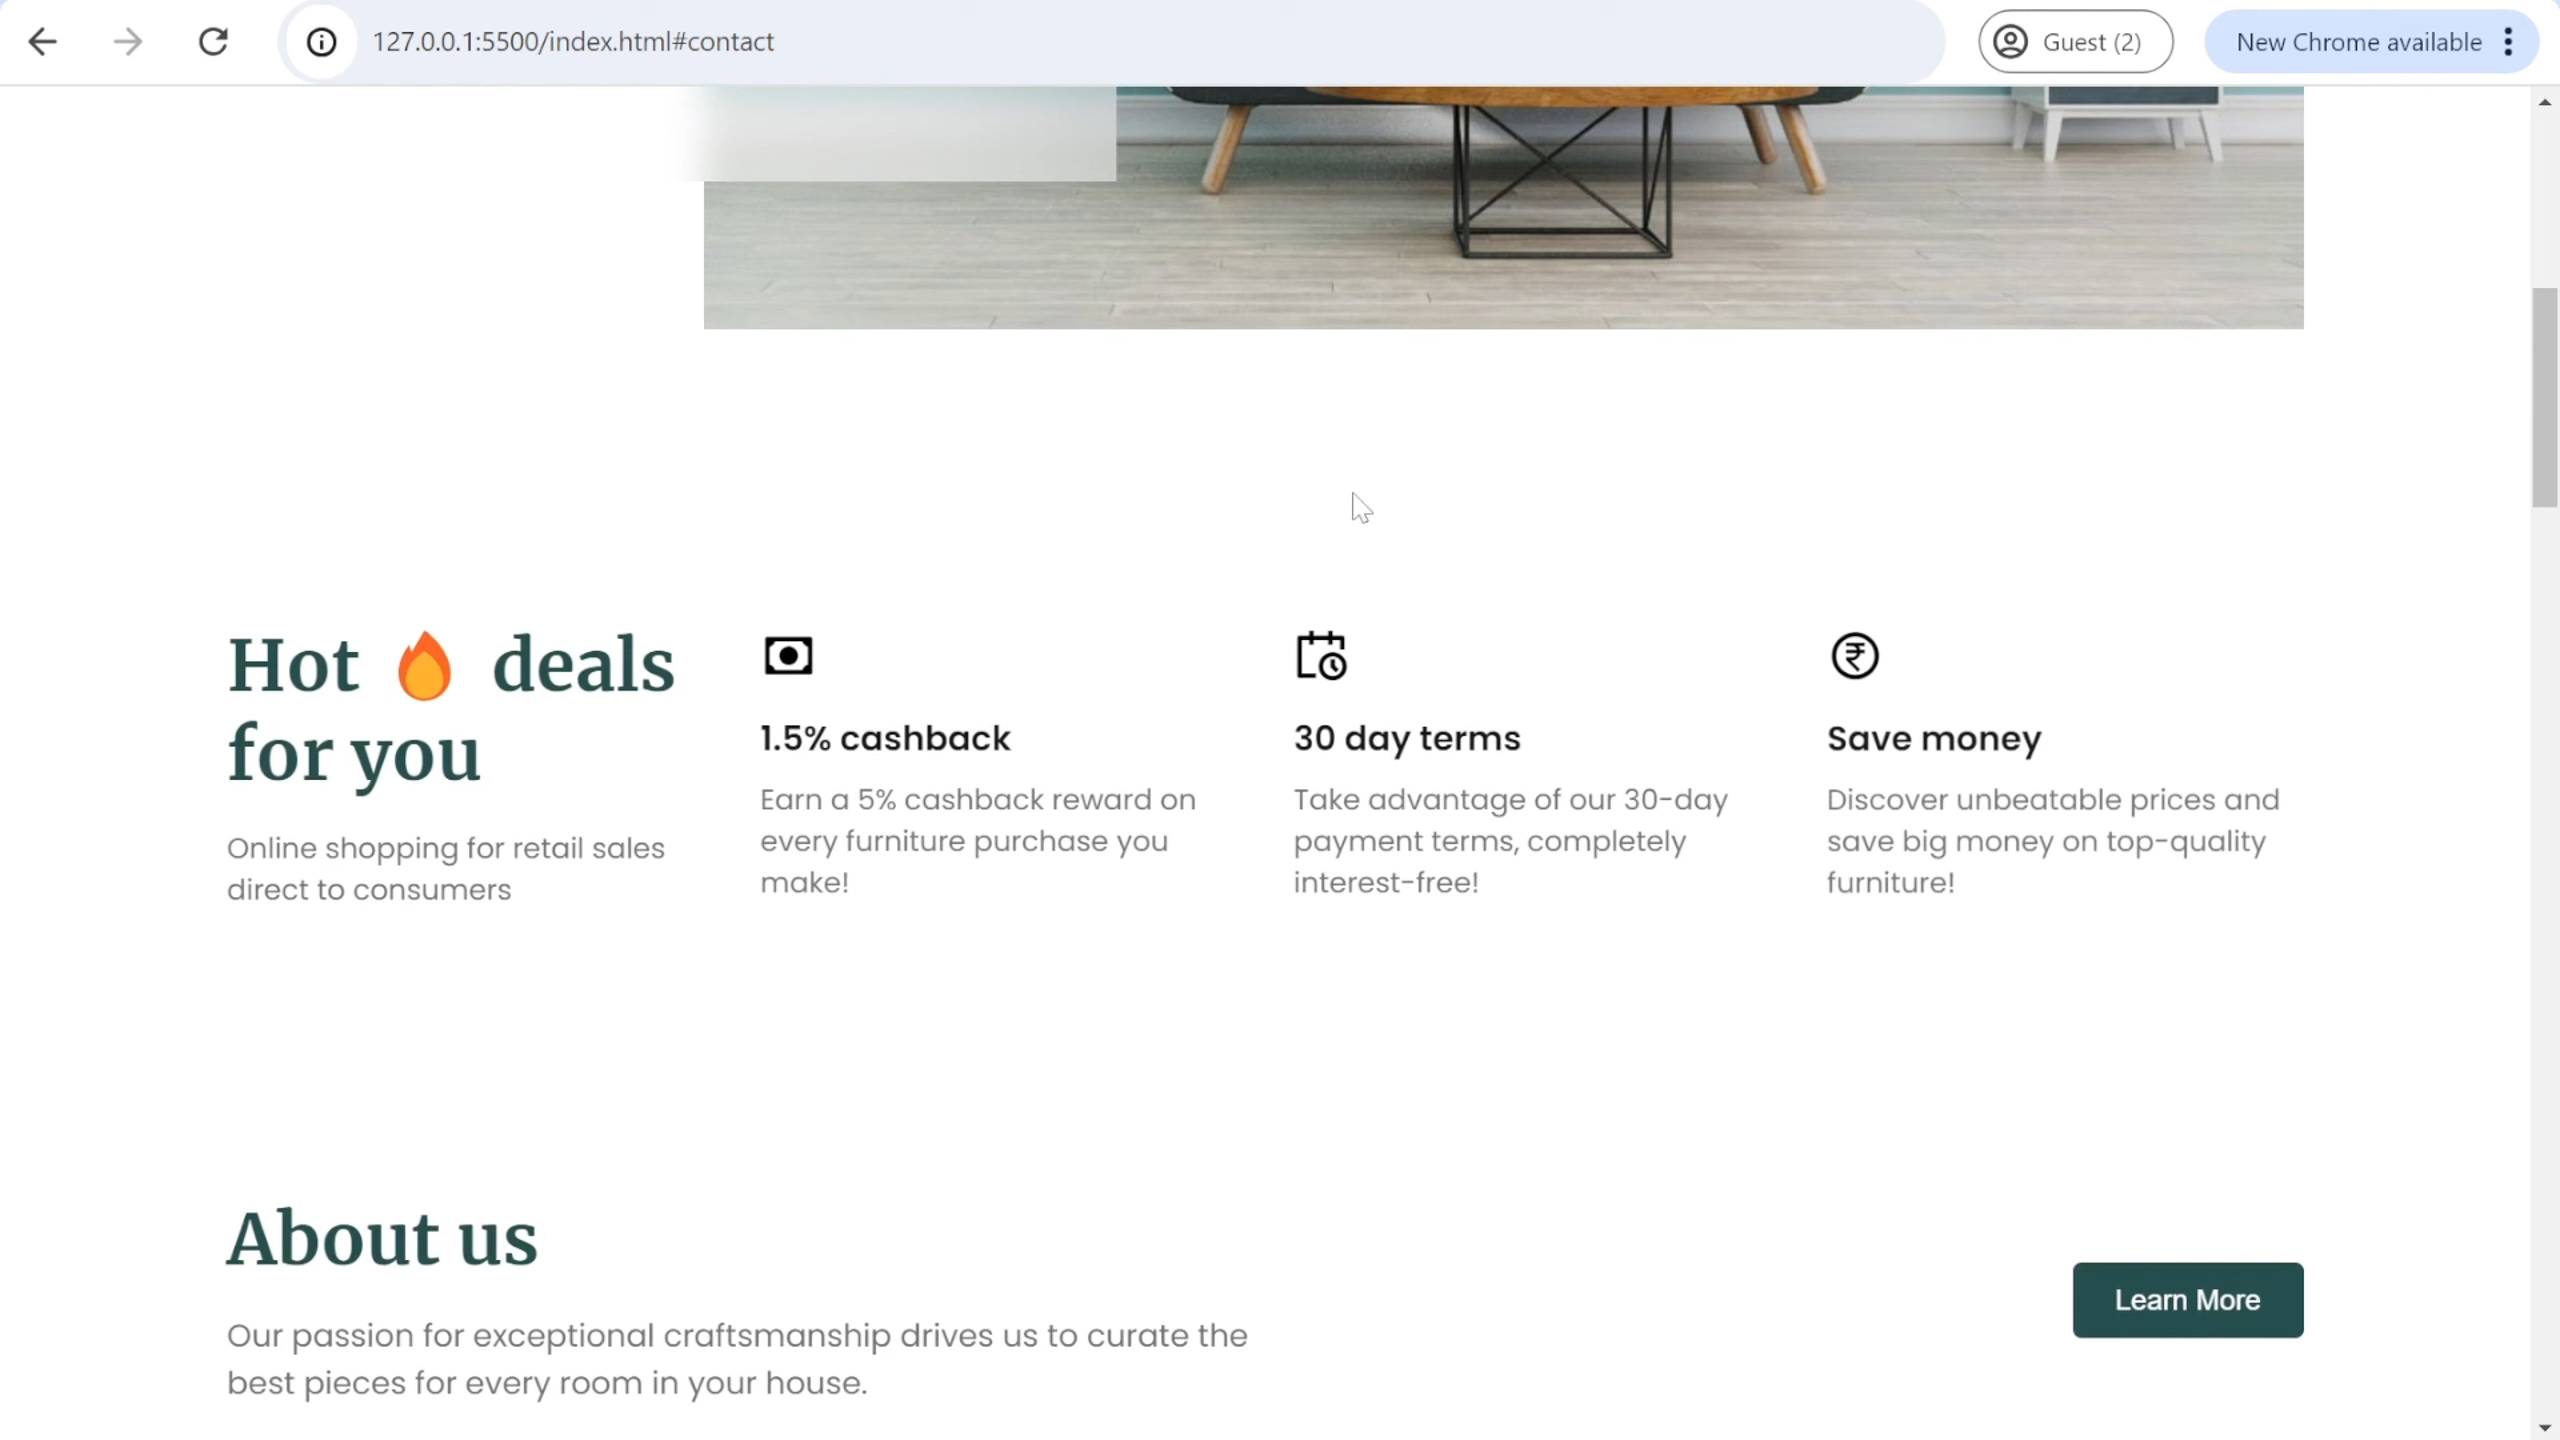 127.0.0.1:5500/index.html#contact
Guest (2)
New Chrome available
Hot 🔥 deals
for you
Online shopping for retail sales
direct to consumers
1.5% cashback
Earn a 5% cashback reward on
every furniture purchase you
make!
30 day terms
Take advantage of our 30-day
payment terms, completely
interest-free!
₹
Save money
Discover unbeatable prices and
save big money on top-quality
furniture!
About us
Our passion for exceptional craftsmanship drives us to curate the
best pieces for every room in your house.
Learn More